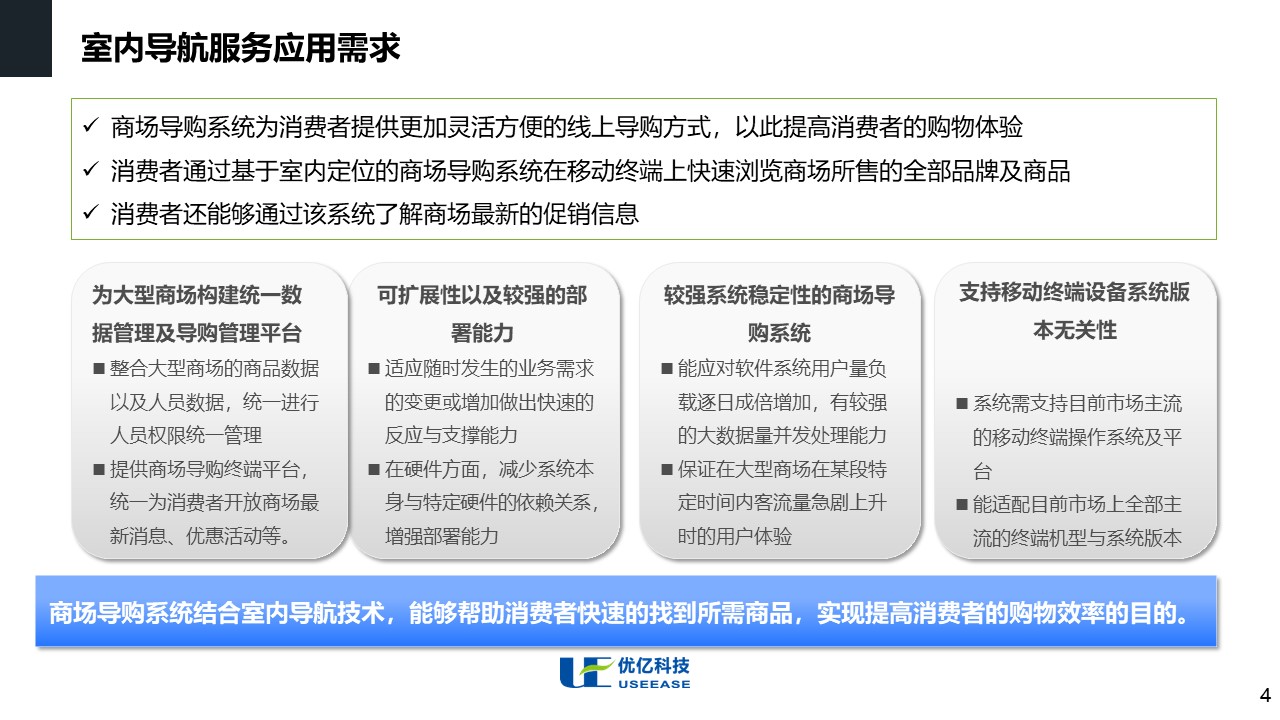 室内导航服务应用需求
✓ 商场导购系统为消费者提供更加灵活方便的线上导购方式，以此提高消费者的购物体验
✓ 消费者通过基于室内定位的商场导购系统在移动终端上快速浏览商场所售的全部品牌及商品
✓ 消费者还能够通过该系统了解商场最新的促销信息
为大型商场构建统一数
据管理及导购管理平台
■ 整合大型商场的商品数据
以及人员数据，统一进行
人员权限统一管理
■ 提供商场导购终端平台，
统一为消费者开放商场最
新消息、优惠活动等。
可扩展性以及较强的部
署能力
■ 适应随时发生的业务需求
的变更或增加做出快速的
反应与支撑能力
■ 在硬件方面，减少系统本
身与特定硬件的依赖关系，
增强部署能力
较强系统稳定性的商场导
购系统
■ 能应对软件系统用户量负
载逐日成倍增加，有较强
的大数据量并发处理能力
■ 保证在大型商场在某段特
定时间内客流量急剧上升
时的用户体验
支持移动终端设备系统版
本无关性
■ 系统需支持目前市场主流
的移动终端操作系统及平
台
■ 能适配目前市场上全部主
流的终端机型与系统版本
商场导购系统结合室内导航技术，能够帮助消费者快速的找到所需商品，实现提高消费者的购物效率的目的。
优亿科技
USEEASE
4